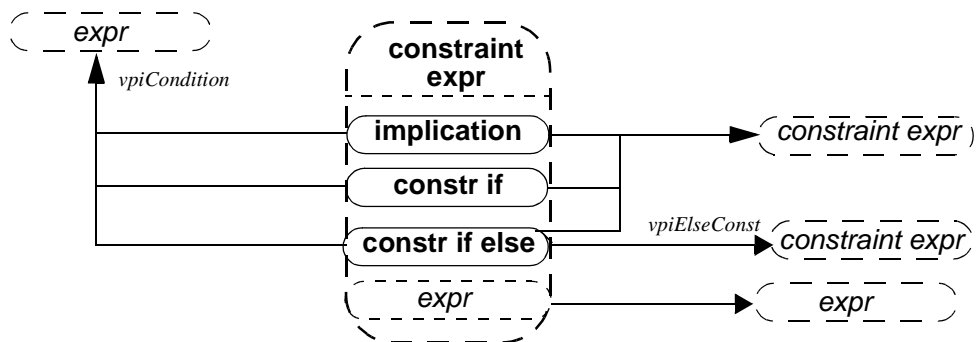 expr
constraint
expr
vpiCondition
implication
constraint expr
constr if
vpiElseConst
constr if else
constraint expr
expr
expr